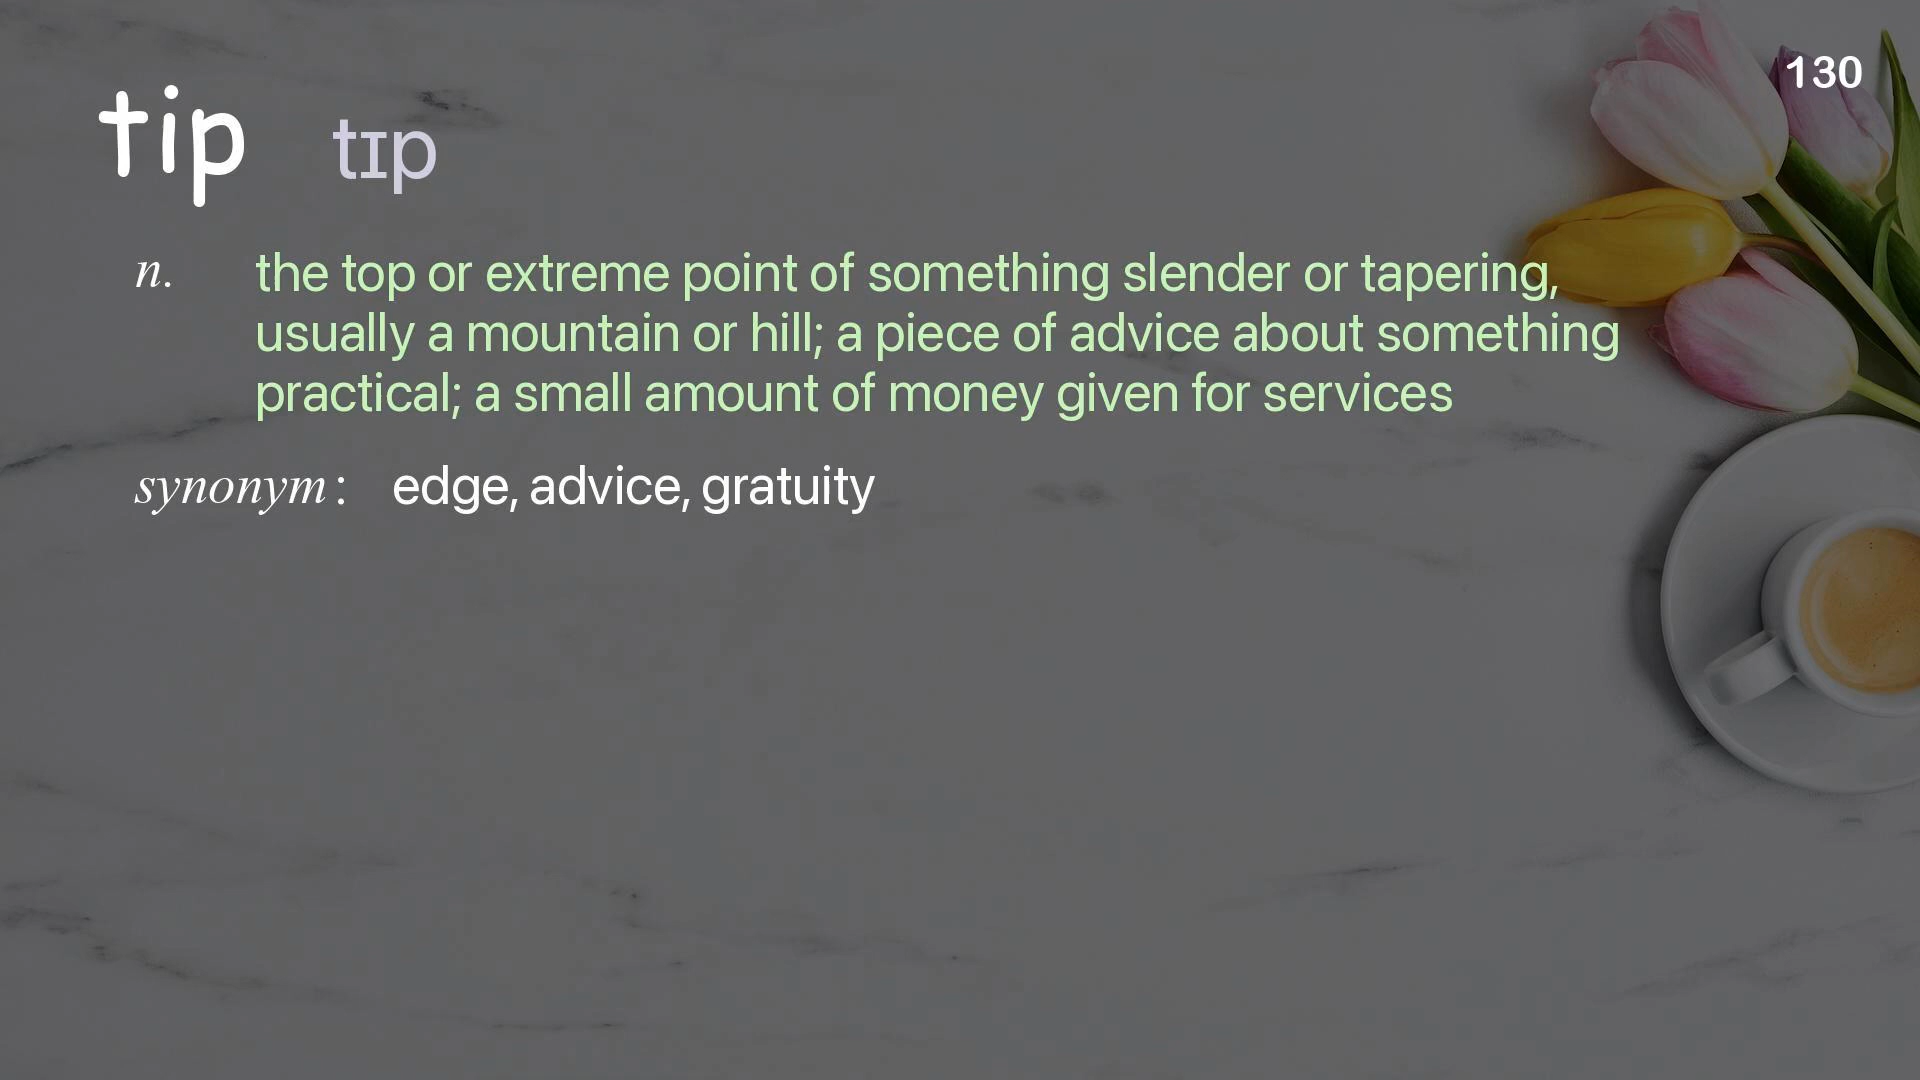 130
tip tɪp
n. the top or extreme point of something slender or tapering,
usually a mountain or hill; a piece of advice about something
practical; a small amount of money given for services
synonym: edge, advice, gratuity